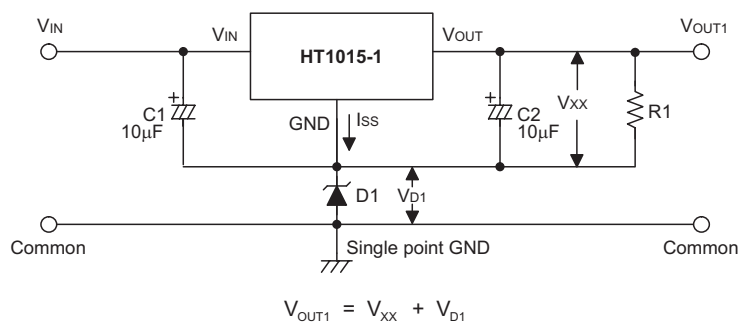 VIN VIN HT1015-1 VOUT VOUT1
C1
10µF
GND ISS
C2
10µF
VXX R1
D1 VD1
Common Single point GND Common
VOUT1 = VXX + VD1